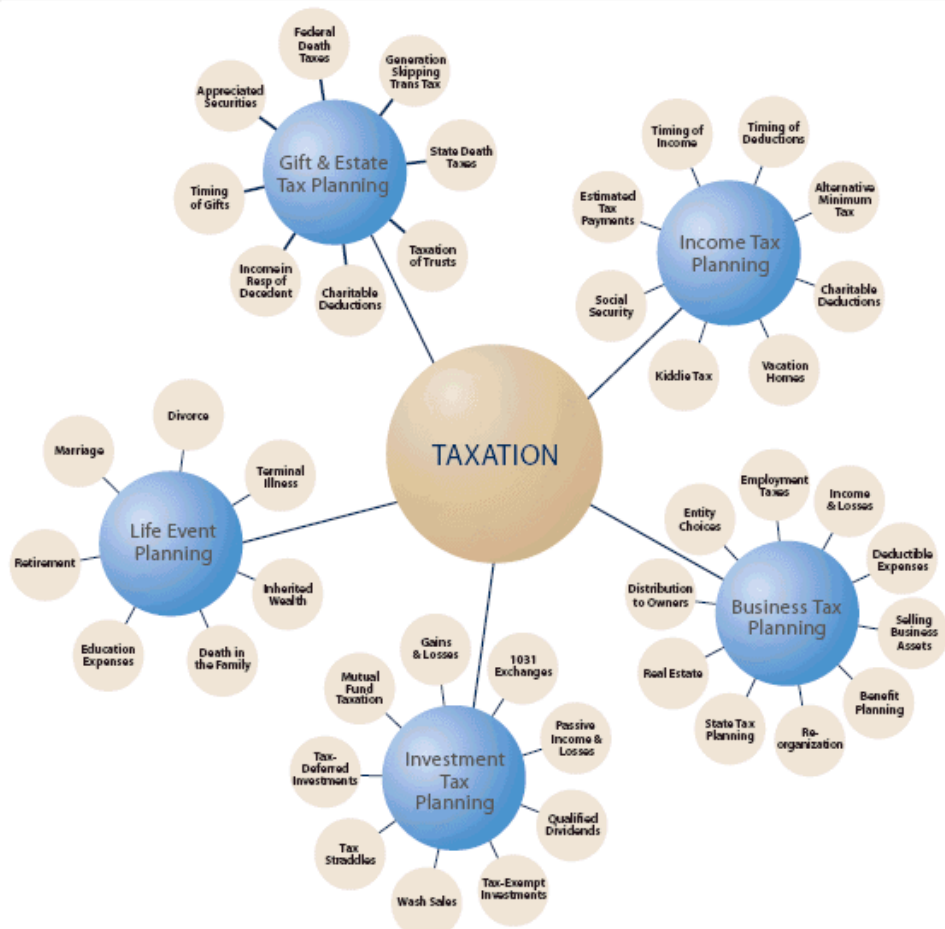 Federal
Death
Taxes
Generation
Skipping
Trans Tax
Appreciated
Securities
State Death
Taxes
Gift & Estate
Tax Planning
Timing
of Gifts
Taxation
of Trusts
Income in
Resp of
Decedent
Charitable
Deductions
Timing of
Income
Timing of
Deductions
Estimated
Tax
Payments
Alternative
Minimum
Tax
Income Tax
Planning
Social
Security
Charitable
Deductions
Kiddie Tax
Vacation
Homes
TAXATION
Divorce
Marriage
Terminal
Illness
Life Event
Planning
Retirement
Inherited
Wealth
Education
Expenses
Death in
the Family
Employment
Taxes
Income
& Losses
Entity
Choices
Deductible
Expenses
Distribution
to Owners
Business Tax
Planning
Selling
Business
Assets
Real Estate
Benefit
Planning
State Tax
Planning
Re-
organization
Gains
& Losses
1031
Exchanges
Mutual
Fund
Taxation
Passive
Income &
Losses
Tax-
Deferred
Investments
Investment
Tax
Planning
Qualified
Dividends
Tax
Straddles
Wash Sales
Tax-Exempt
Investments